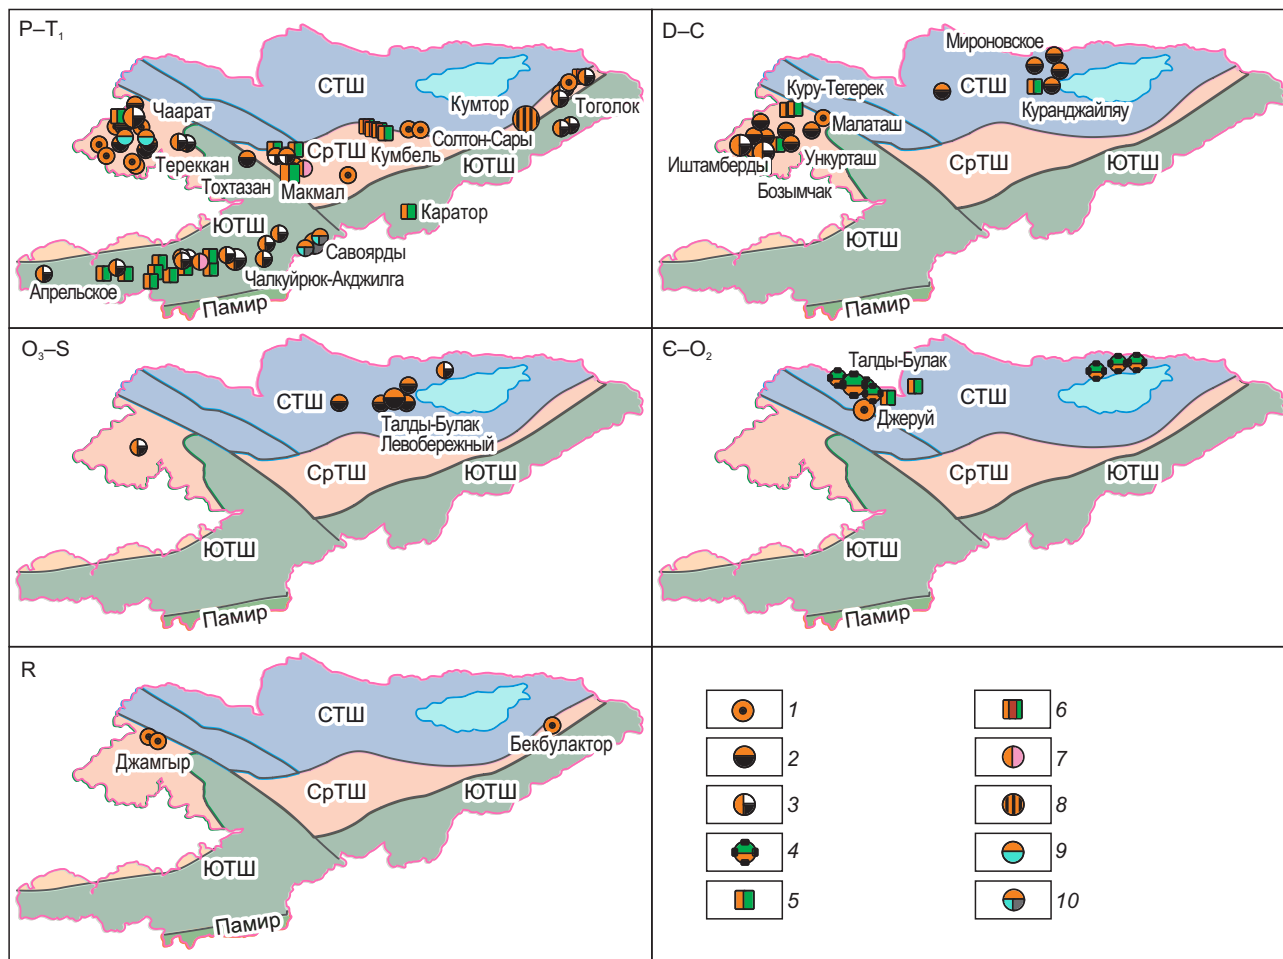 P–T₁
СТШ
Чаарат
Кумтор
Тоголок
Солтон-Сары
СрТШ
Кумбель
ЮТШ
Тереккан
Тохтазан
Макмал
Каратор
ЮТШ
Савоярды
Чалкуйрюк-Акджилга
Апрельское
Памир
D–C
Мироновское
СТШ
Куру-Тегерек
Куранджайляу
Малаташ
Иштамберды
Ункурташ
СрТШ
ЮТШ
Бозымчак
ЮТШ
Памир
O₃–S
СТШ
Талды-Булак
Левобережный
СрТШ
ЮТШ
ЮТШ
Памир
Є–O₂
Талды-Булак
СТШ
Джеруй
СрТШ
ЮТШ
ЮТШ
Памир
R
СТШ
Бекбулактор
Джамгыр
СрТШ
ЮТШ
ЮТШ
Памир
1
2
3
4
5
6
7
8
9
10